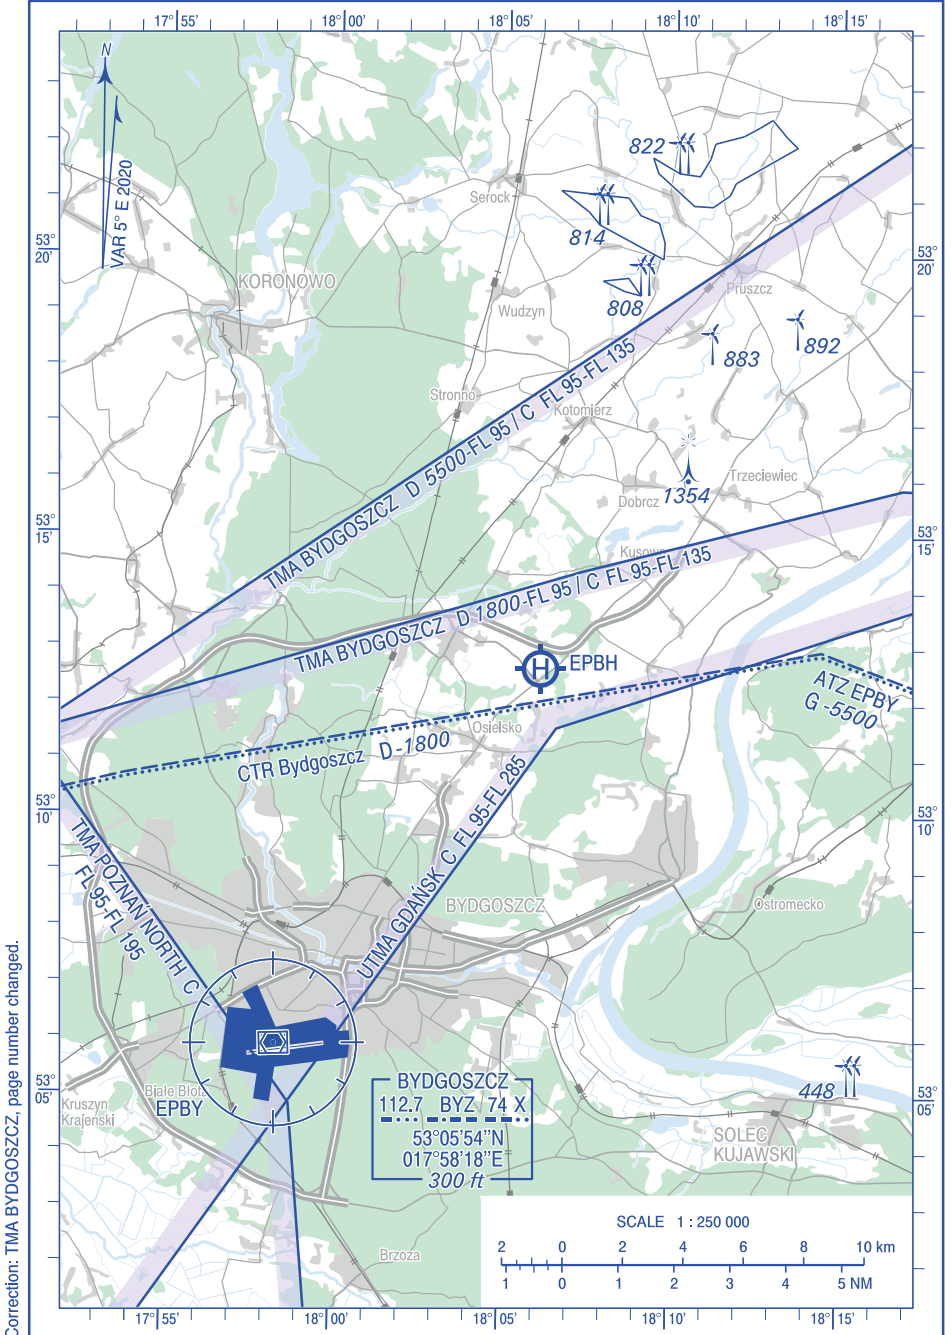 17° 55'
18° 00'
18° 05'
18° 10'
18° 15'
N
VAR 5° E 2020
822
Serock
814
53°
20'
53°
20'
KORONOWO
808
Pruszcz
Wudzyn
883
892
TMA BYDGOSZCZ D 5500-FL 95 / C FL 95-FL 135
Stronno
Kotomierz
Trzeciewiec
1354
Dobrcz
53°
15'
53°
15'
Kusowo
TMA BYDGOSZCZ D 1800-FL 95 / C FL 95-FL 135
H
EPBH
ATZ EPBY
G -5500
Osielsko
CTR Bydgoszcz D-1800
53°
10'
53°
10'
TMA POZNAŃ NORTH C
FL 95-FL 195
UTMA GDAŃSK C FL 95-FL 285
BYDGOSZCZ
Ostromecko
53°
05'
53°
05'
448
Białe Błota
EPBY
Kruszyn
Krajeński
BYDGOSZCZ
112.7 BYZ 74 X
53°05'54"N
017°58'18"E
300 ft
SOLEC
KUJAWSKI
Brzoza
SCALE 1 : 250 000
2 0 2 4 6 8 10 km
1 0 1 2 3 4 5 NM
17° 55'
18° 00'
18° 05'
18° 10'
18° 15'
Correction: TMA BYDGOSZCZ, page number changed.